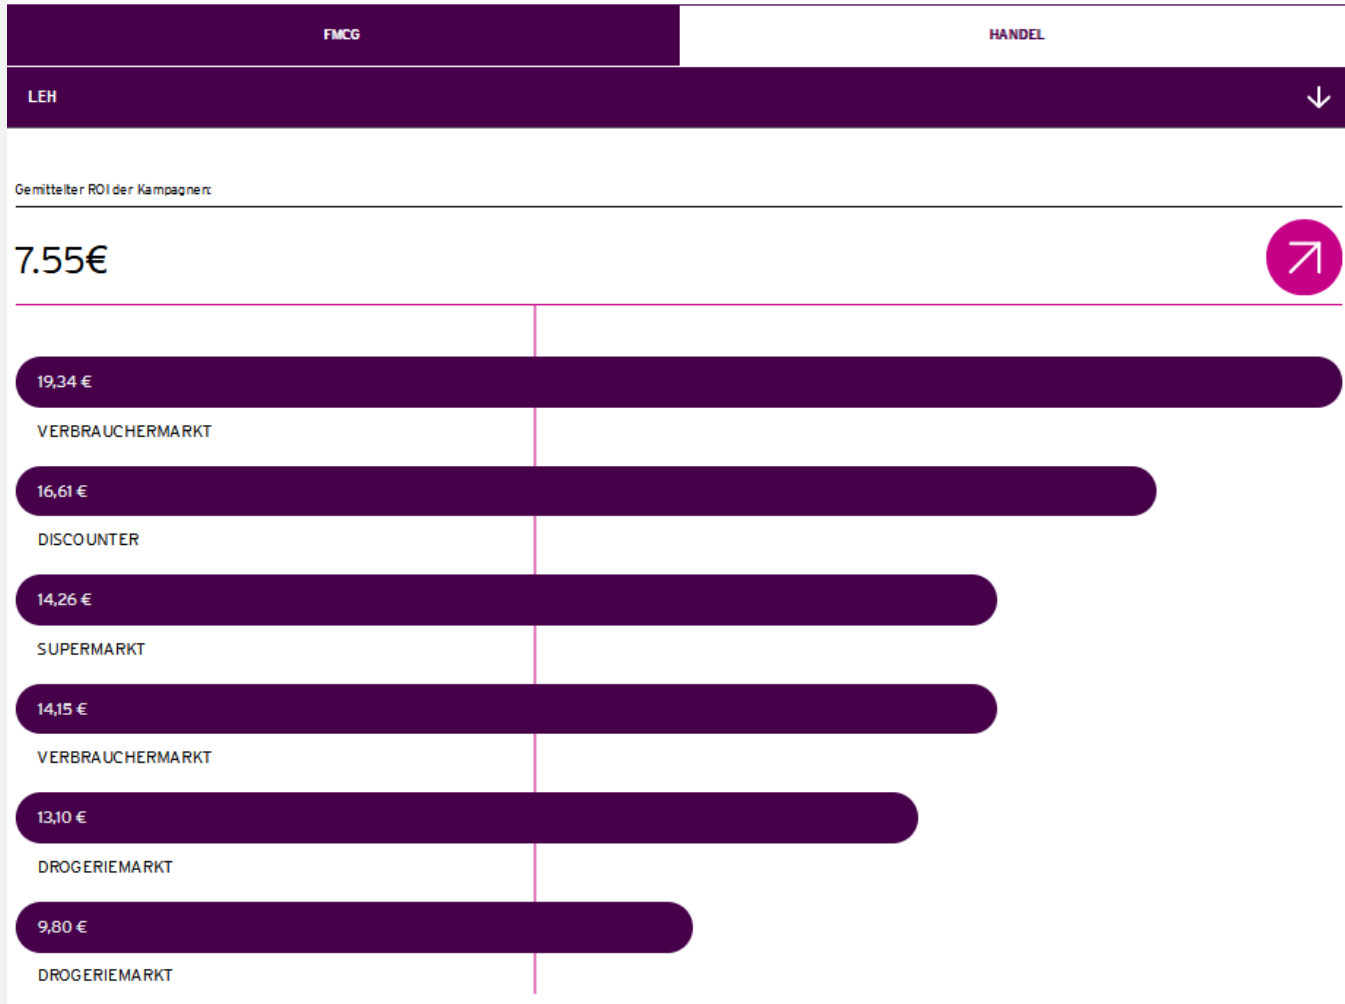 FMCG
HANDEL
LEH
Gemittelter ROI der Kampagnen:
7.55€
19,34 €
VERBRAUCHERMARKT
16,61 €
DISCOUNTER
14,26 €
SUPERMARKT
14,15 €
VERBRAUCHERMARKT
13,10 €
DROGERIEMARKT
9,80 €
DROGERIEMARKT